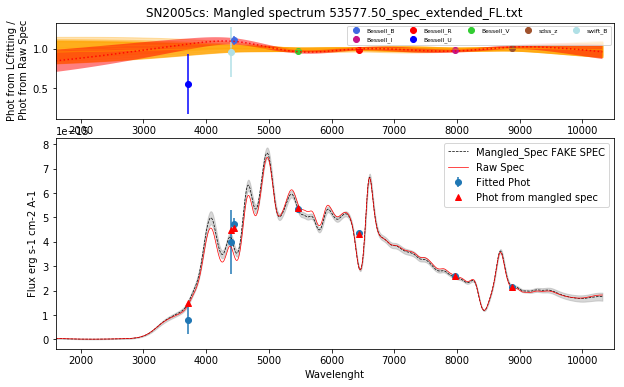 SN2005cs: Mangled spectrum 53577.50_spec_extended_FL.txt
Phot from LCfitting /
Phot from Raw Spec
1.0
0.5
Bessell_B
Bessell_R
Bessell_V
sdss_z
swift_B
Bessell_I
Bessell_U
2000 3000 4000 5000 6000 7000 8000 9000 10000
1e−15
Flux erg s-1 cm-2 A-1
8
7
6
5
4
3
2
1
0
Mangled_Spec FAKE SPEC
Raw Spec
Fitted Phot
Phot from mangled spec
2000 3000 4000 5000 6000 7000 8000 9000 10000
Wavelenght